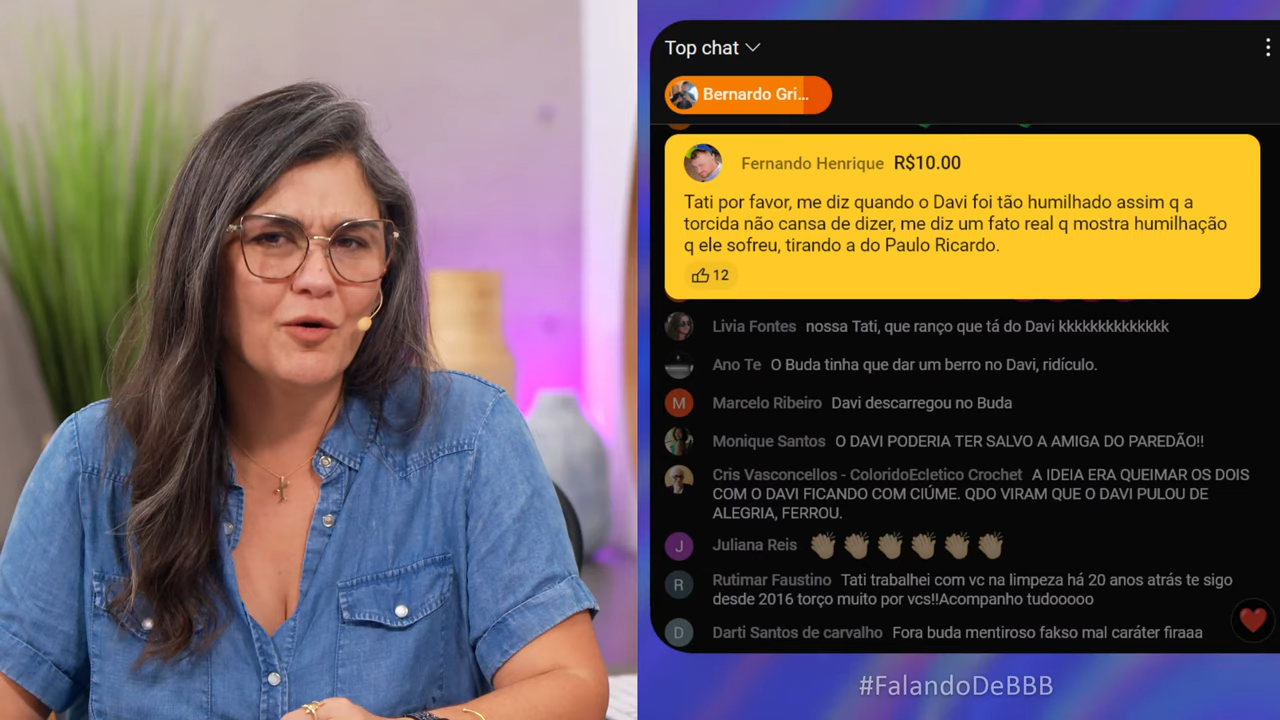 Top chat
Bernardo Gri...
Fernando Henrique R$10.00
Tati por favor, me diz quando o Davi foi tão humilhado assim q a
torcida não cansa de dizer, me diz um fato real q mostra humilhação
q ele sofreu, tirando a do Paulo Ricardo.
12
Livia Fontes nossa Tati, que ranço que tá do Davi kkkkkkkkkkkkkk
Ano Te O Buda tinha que dar um berro no Davi, ridículo.
M Marcelo Ribeiro Davi descarregou no Buda
Monique Santos O DAVI PODERIA TER SALVO A AMIGA DO PAREDÃO!!
Cris Vasconcellos - ColoridoEcletico Crochet A IDEIA ERA QUEIMAR OS DOIS
COM O DAVI FICANDO COM CIÚME. QDO VIRAM QUE O DAVI PULOU DE
ALEGRIA, FERROU.
J Juliana Reis
R Rutimar Faustino Tati trabalhei com vc na limpeza há 20 anos atrás te sigo
desde 2016 torço muito por vcs!!Acompanho tudooooo
D Darti Santos de carvalho Fora buda mentiroso fakso mal caráter firaaa
#FalandoDeBBB